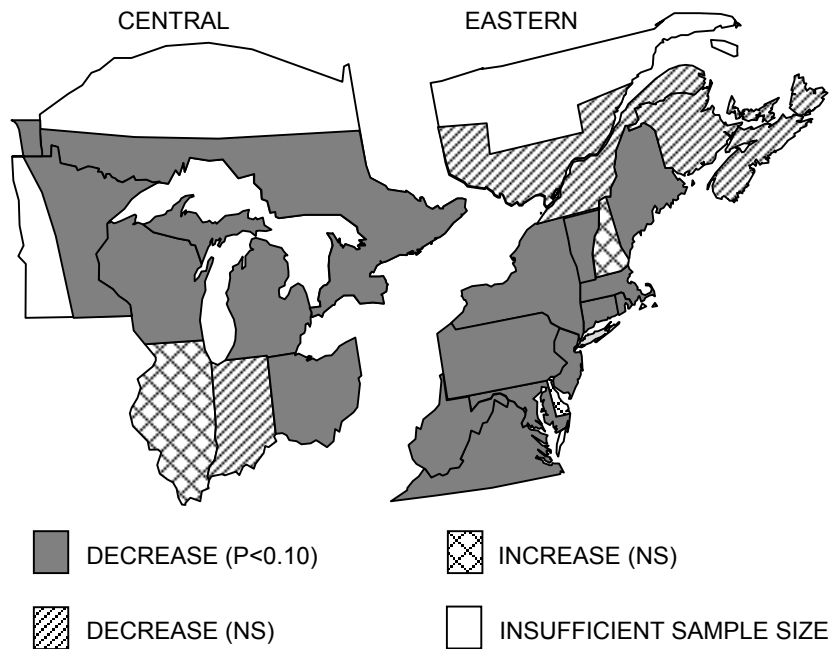 CENTRAL
EASTERN
DECREASE (P<0.10)
INCREASE (NS)
DECREASE (NS)
INSUFFICIENT SAMPLE SIZE